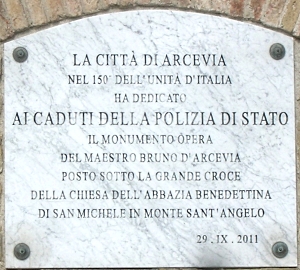 LA CITTÀ DI ARCEVIA
NEL 150° DELL'UNITÀ D'ITALIA
HA DEDICATO
AI CADUTI DELLA POLIZIA DI STATO
IL MONUMENTO OPERA
DEL MAESTRO BRUNO D'ARCEVIA
POSTO SOTTO LA GRANDE CROCE
DELLA CHIESA DELL'ABBAZIA BENEDETTINA
DI SAN MICHELE IN MONTE SANT'ANGELO
29.IX.2011